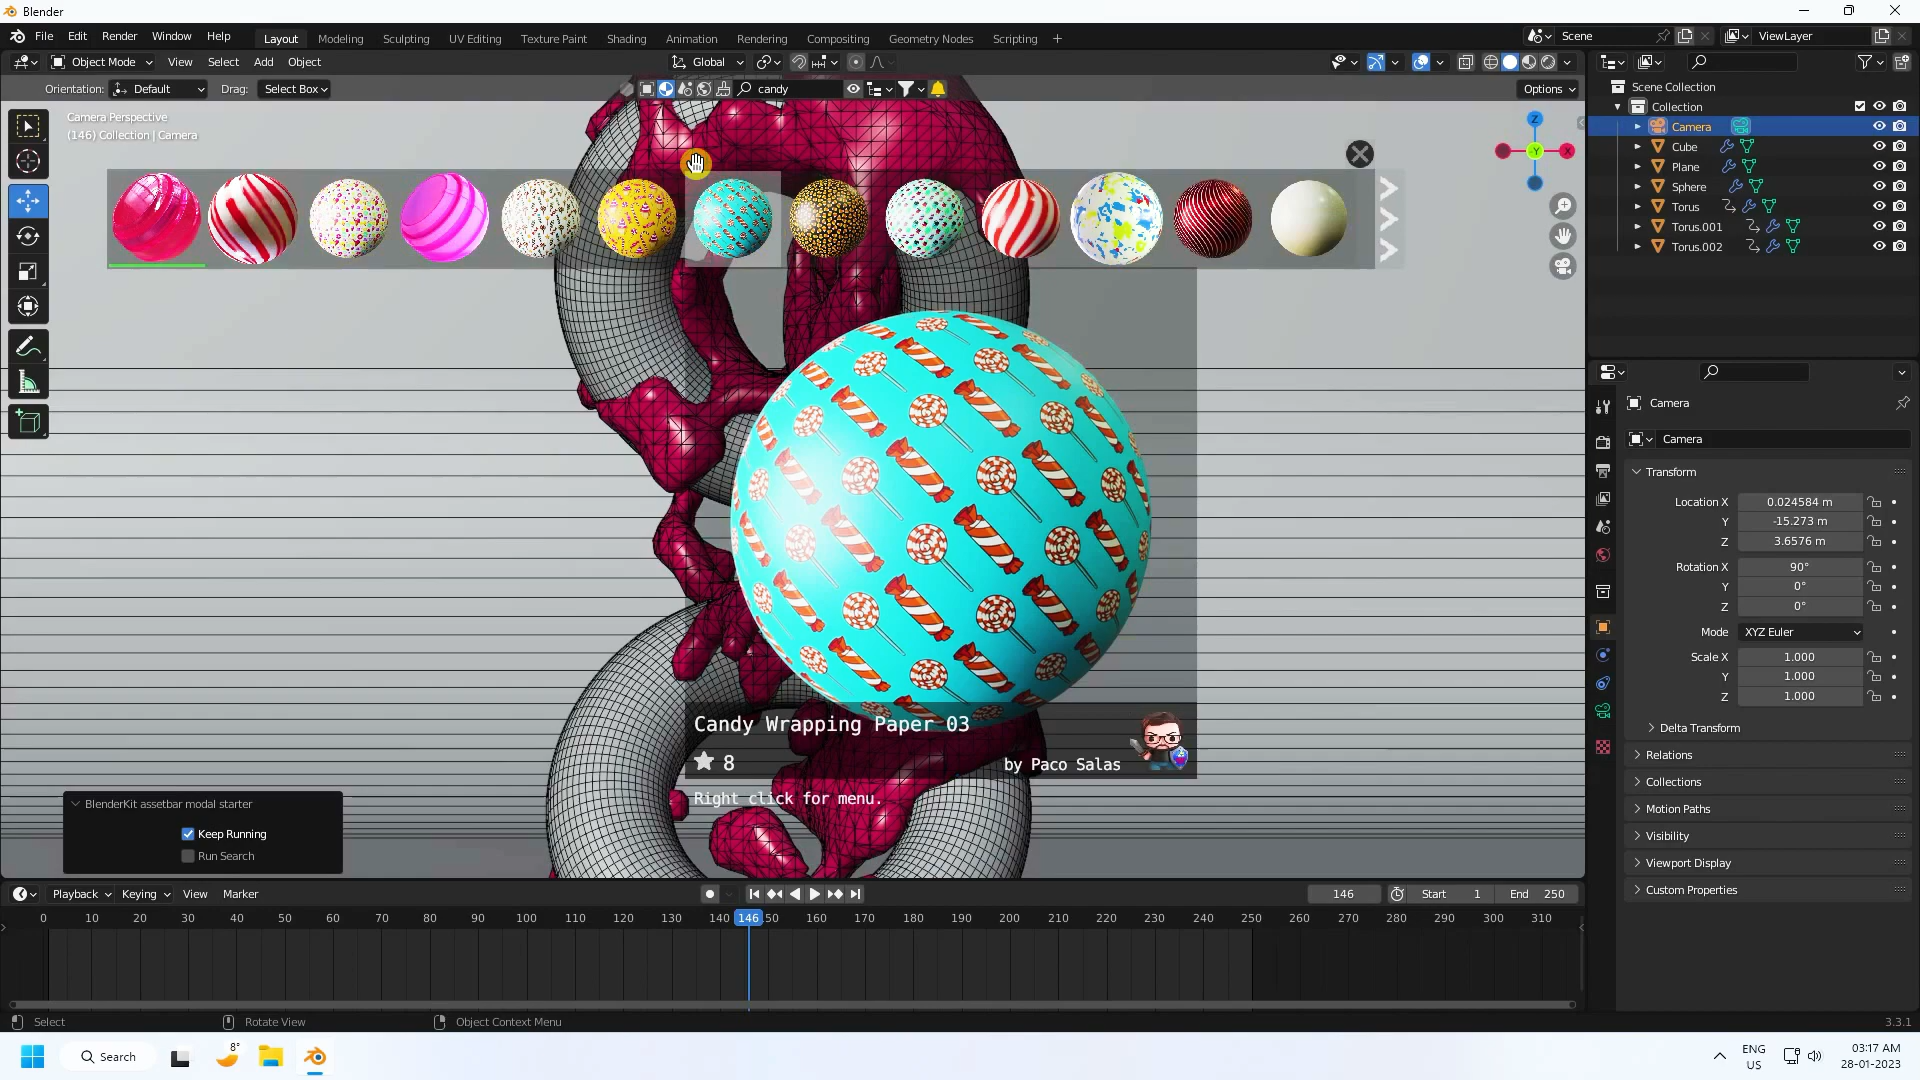 Blender
File Edit Render Window Help
Layout Modeling Sculpting UV Editing Texture Paint Shading Animation Rendering Compositing Geometry Nodes Scripting +
Scene
ViewLayer
Object Mode View Select Add Object
Global
Orientation: Default Drag: Select Box
candy
Options
Camera Perspective
(146) Collection | Camera
Z
-Y
X
Candy Wrapping Paper 03
8
by Paco Salas
Right click for menu.
BlenderKit assetbar modal starter
Keep Running
Run Search
Scene Collection
Collection
Camera
Cube
Plane
Sphere
Torus
Torus.001
Torus.002
Camera
Camera
Transform
Location X 0.024584 m
Y -15.273 m
Z 3.6576 m
Rotation X 90°
Y 0°
Z 0°
Mode XYZ Euler
Scale X 1.000
Y 1.000
Z 1.000
Delta Transform
Relations
Collections
Motion Paths
Visibility
Viewport Display
Custom Properties
Playback Keying View Marker
146 Start 1 End 250
0 10 20 30 40 50 60 70 80 90 100 110 120 130 140 146 50 160 170 180 190 200 210 220 230 240 250 260 270 280 290 300 310
Select Rotate View Object Context Menu
3.3.1
Search
8°
ENG
US
03:17 AM
28-01-2023